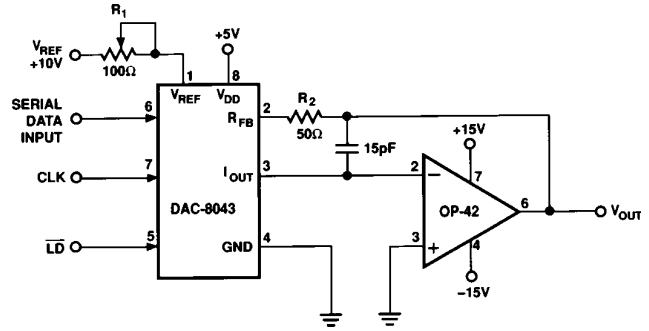 R1
VREF
+10V
100Ω
+5V
1
8
VREF
VDD
SERIAL
DATA
INPUT
6
RFB
2
R2
50Ω
15pF
+15V
CLK
7
IOUT
3
2
−
7
DAC-8043
OP-42
6
VOUT
LD
5
GND
4
3
+
4
−15V